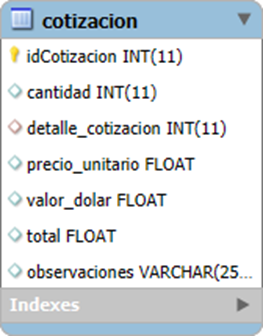 cotizacion
idCotizacion INT(11)
cantidad INT(11)
detalle_cotizacion INT(11)
precio_unitario FLOAT
valor_dolar FLOAT
total FLOAT
observaciones VARCHAR(25...
Indexes